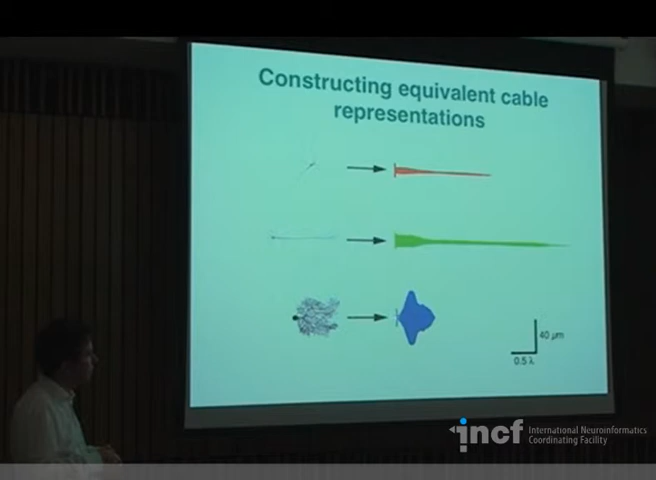 Constructing equivalent cable
representations
40 µm
0.5 λ
incf
International Neuroinformatics
Coordinating Facility